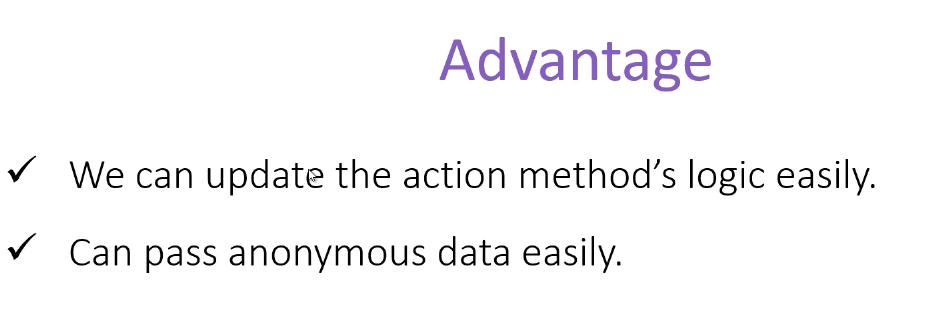 Advantage
✓ We can update the action method's logic easily.
✓ Can pass anonymous data easily.